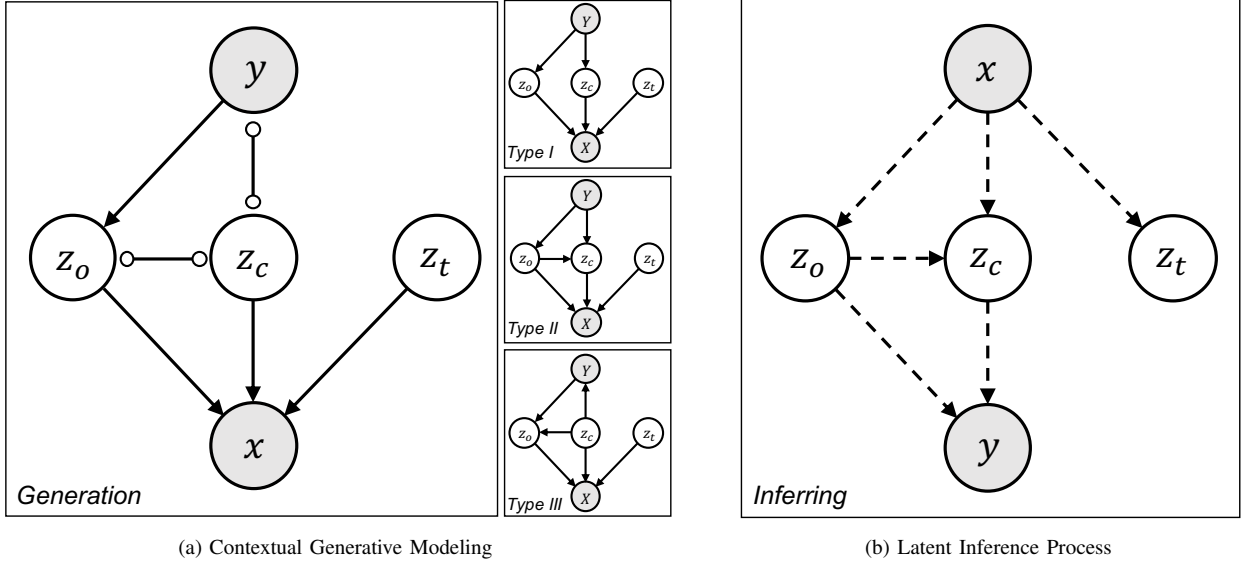 y
z_o
z_c
z_t
x
Generation
Y
z_o
z_c
z_t
X
Type I
Y
z_o
z_c
z_t
X
Type II
Y
z_o
z_c
z_t
X
Type III
x
z_o
z_c
z_t
y
Inferring
(a) Contextual Generative Modeling
(b) Latent Inference Process